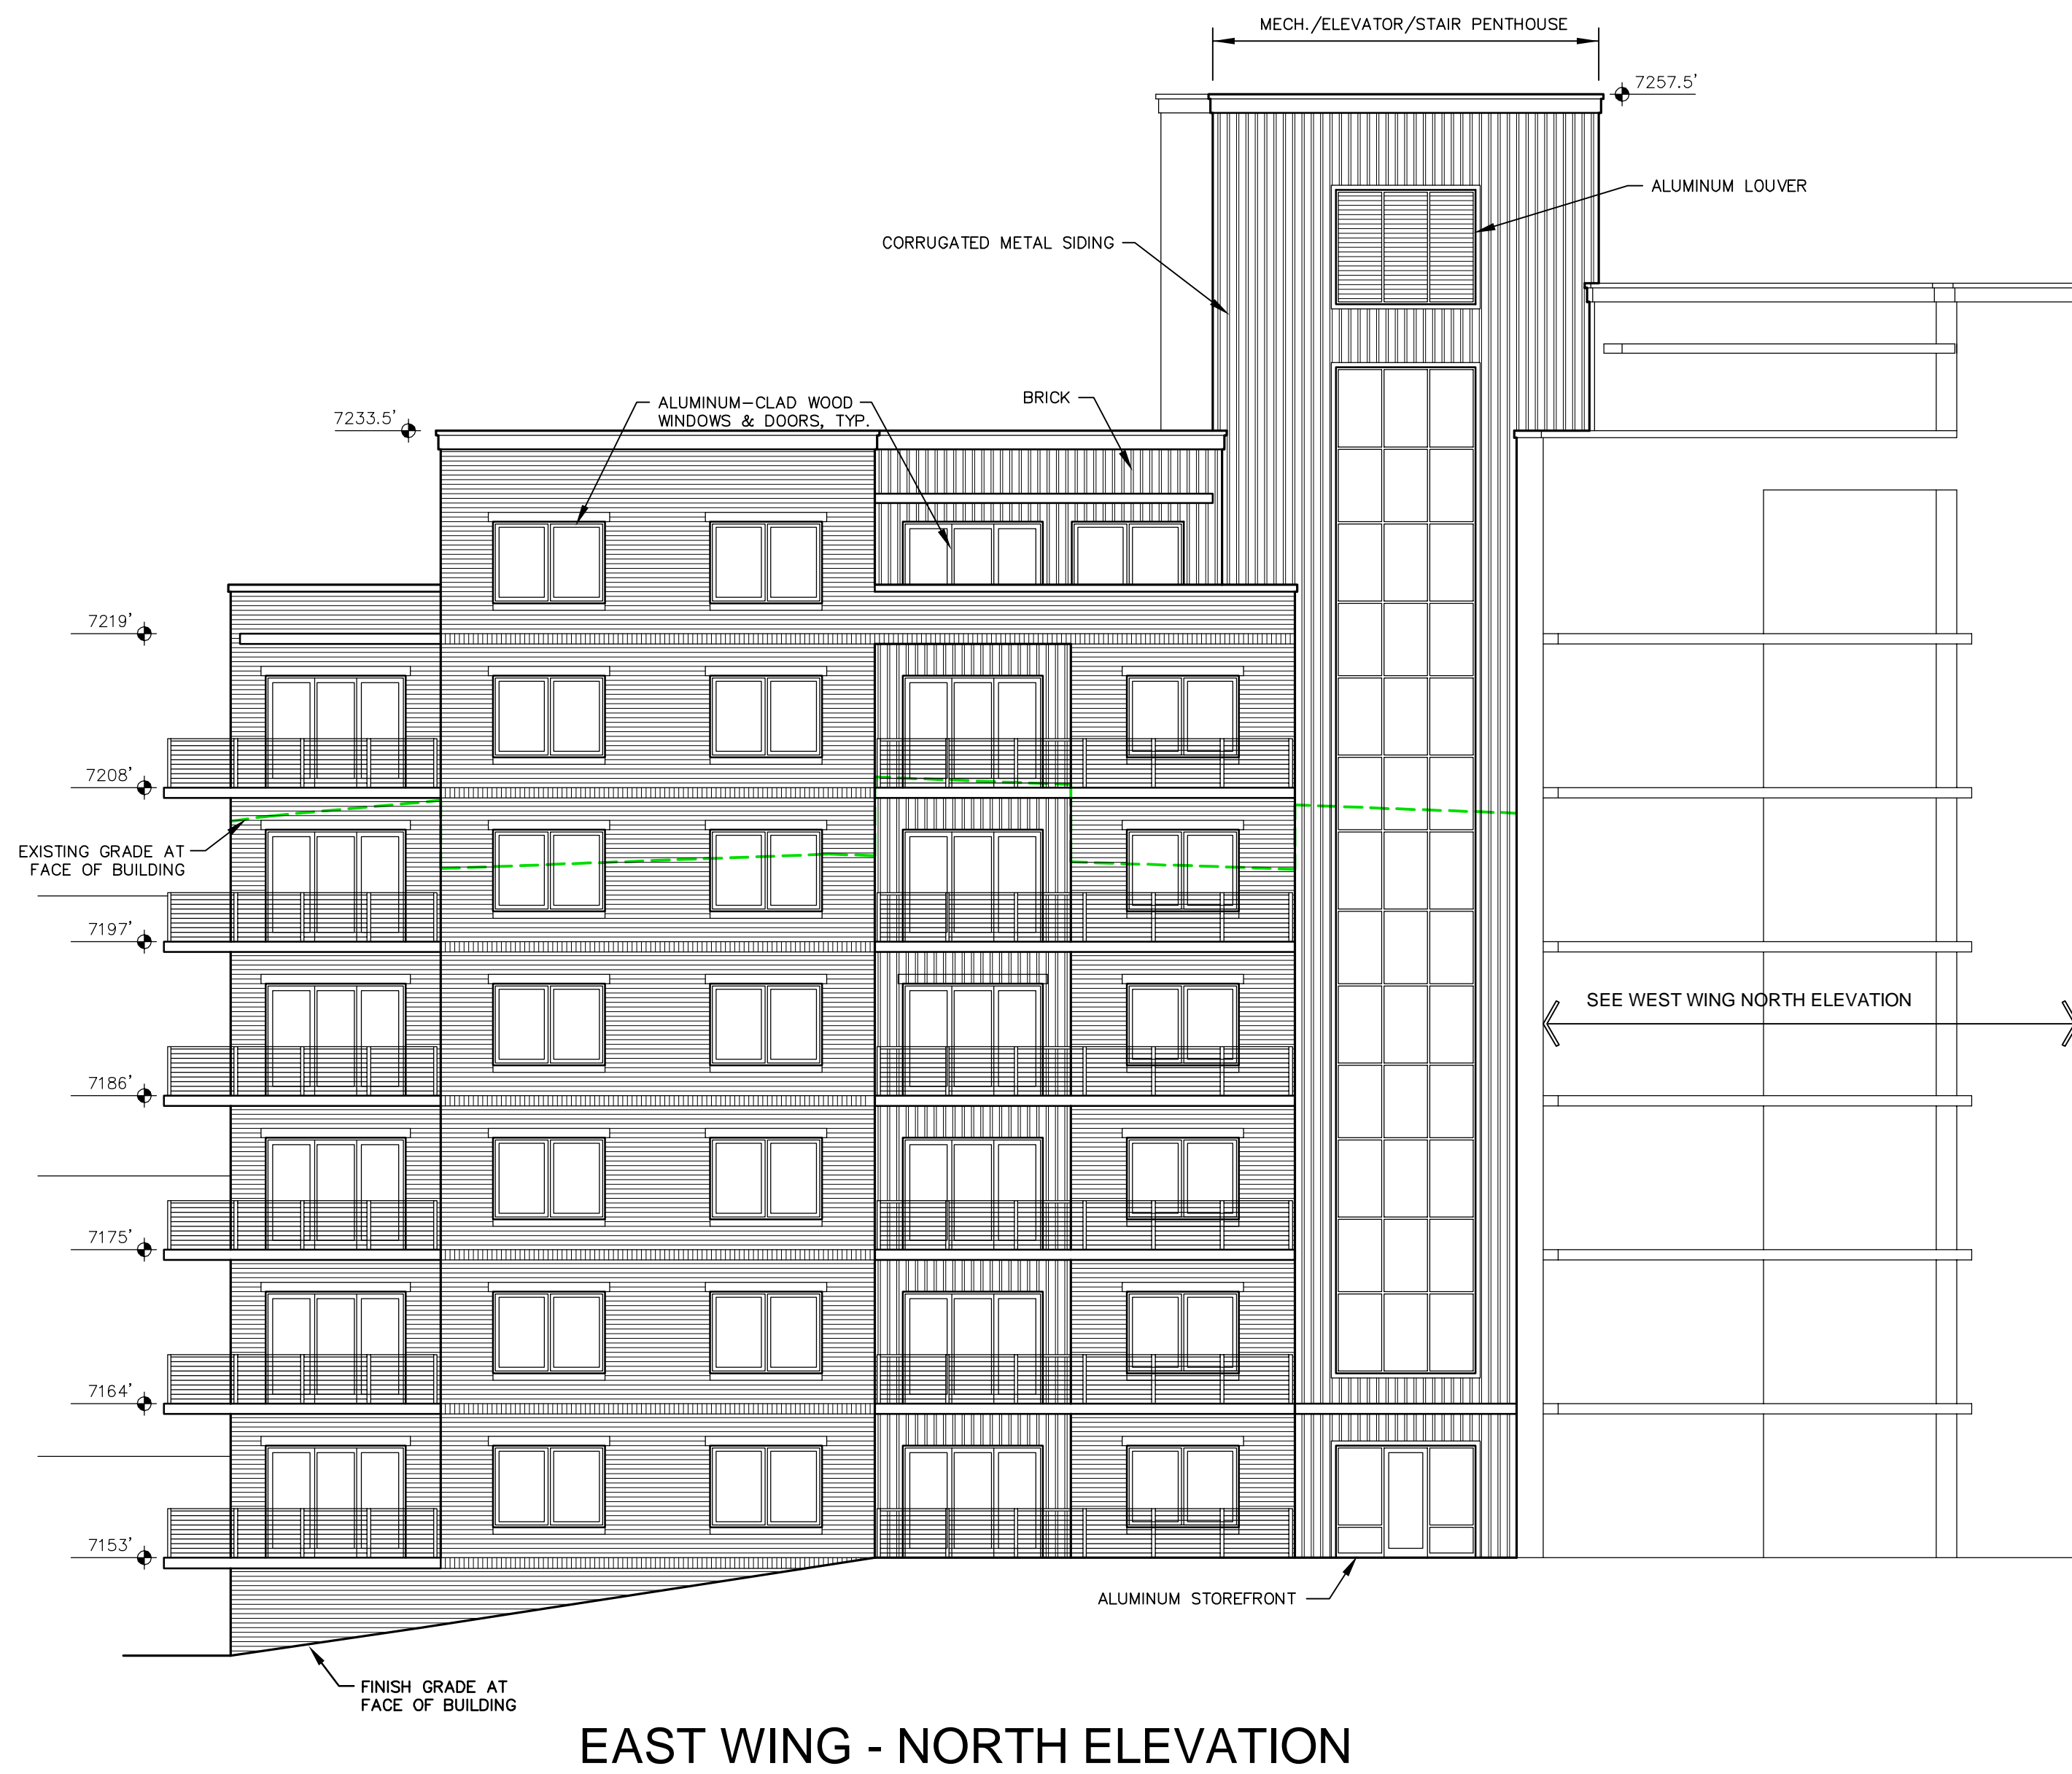 MECH./ELEVATOR/STAIR PENTHOUSE
7257.5'
ALUMINUM LOUVER
CORRUGATED METAL SIDING
ALUMINUM-CLAD WOOD
WINDOWS & DOORS, TYP.
BRICK
7233.5'
7219'
7208'
EXISTING GRADE AT
FACE OF BUILDING
7197'
SEE WEST WING NORTH ELEVATION
7186'
7175'
7164'
7153'
ALUMINUM STOREFRONT
FINISH GRADE AT
FACE OF BUILDING
EAST WING - NORTH ELEVATION